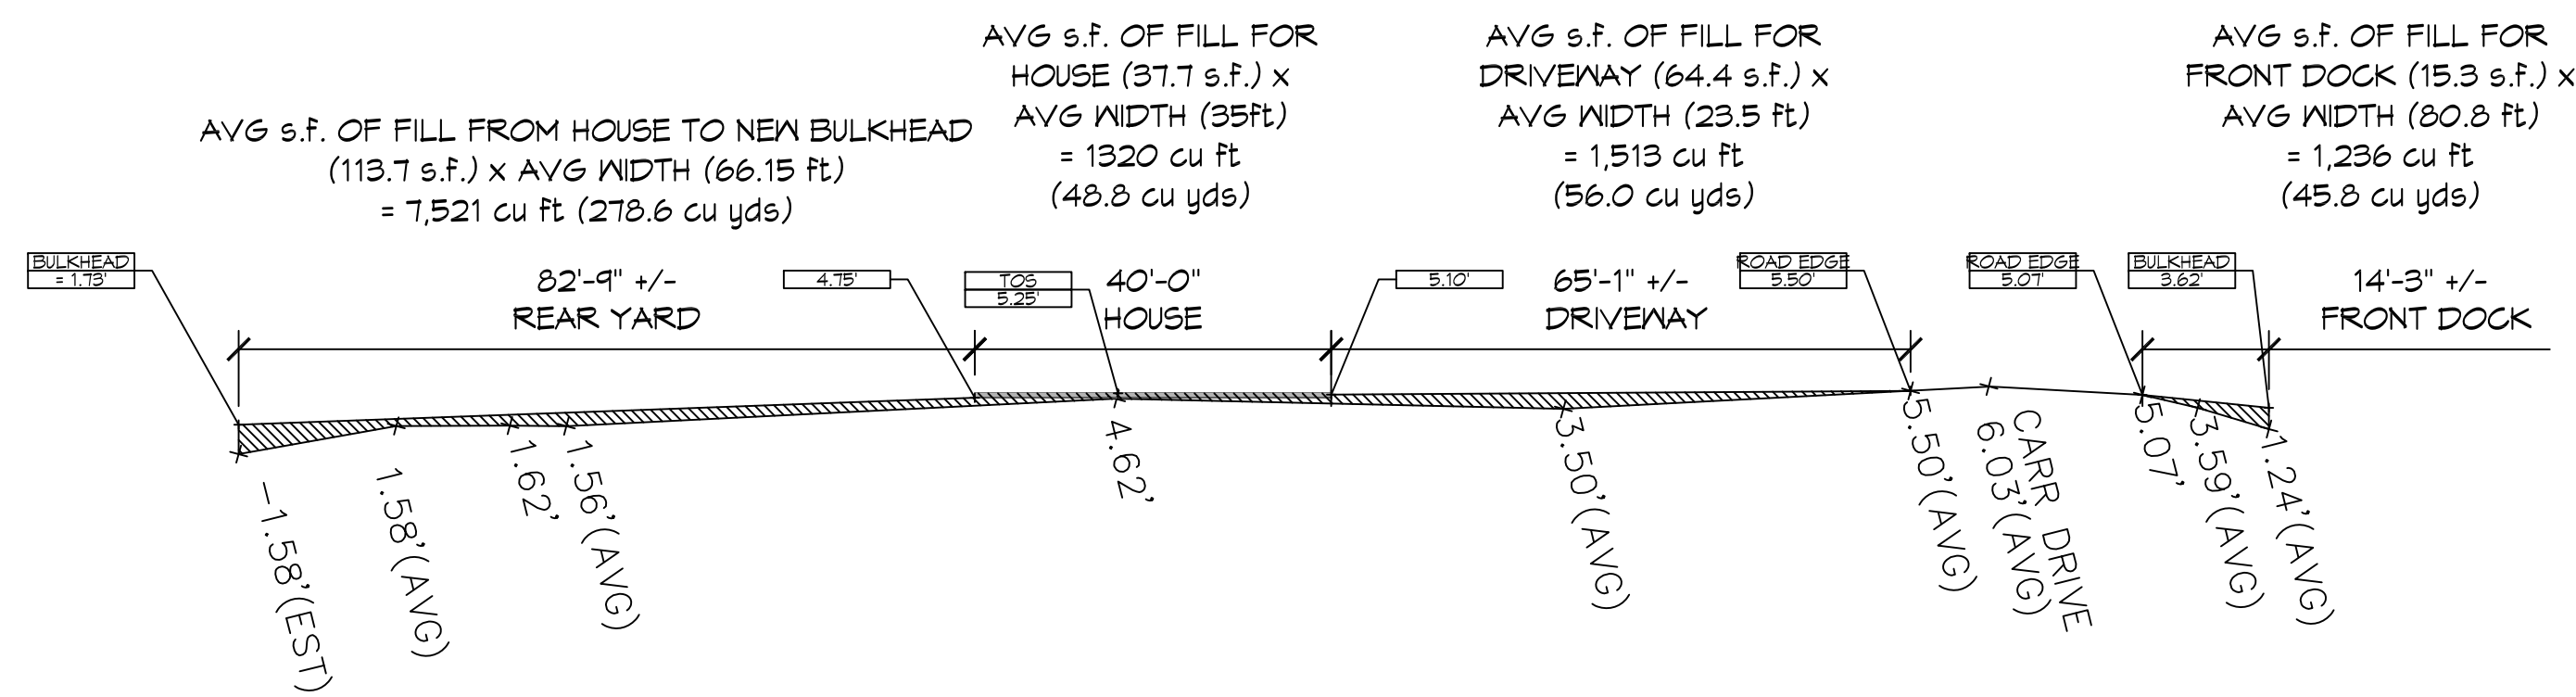 AVG s.f. OF FILL FROM HOUSE TO NEW BULKHEAD
(113.7 s.f.) x AVG WIDTH (66.15 ft)
= 7,521 cu ft (278.6 cu yds)
AVG s.f. OF FILL FOR
HOUSE (37.7 s.f.) x
AVG WIDTH (35ft)
= 1320 cu ft
(48.8 cu yds)
AVG s.f. OF FILL FOR
DRIVEWAY (64.4 s.f.) x
AVG WIDTH (23.5 ft)
= 1,513 cu ft
(56.0 cu yds)
AVG s.f. OF FILL FOR
FRONT DOCK (15.3 s.f.) x
AVG WIDTH (80.8 ft)
= 1,236 cu ft
(45.8 cu yds)
BULKHEAD
= 1.73'
82'-9" +/-
REAR YARD
4.75'
TOS
5.25'
40'-0"
HOUSE
5.10'
65'-1" +/-
DRIVEWAY
ROAD EDGE
5.50'
ROAD EDGE
5.07'
BULKHEAD
3.62'
14'-3" +/-
FRONT DOCK
-1.58'(EST)
1.58'(AVG)
1.62'
1.56'(AVG)
4.62'
3.50'(AVG)
5.50'(AVG)
CARR DRIVE
6.03'(AVG)
5.07'
3.59'(AVG)
1.24'(AVG)